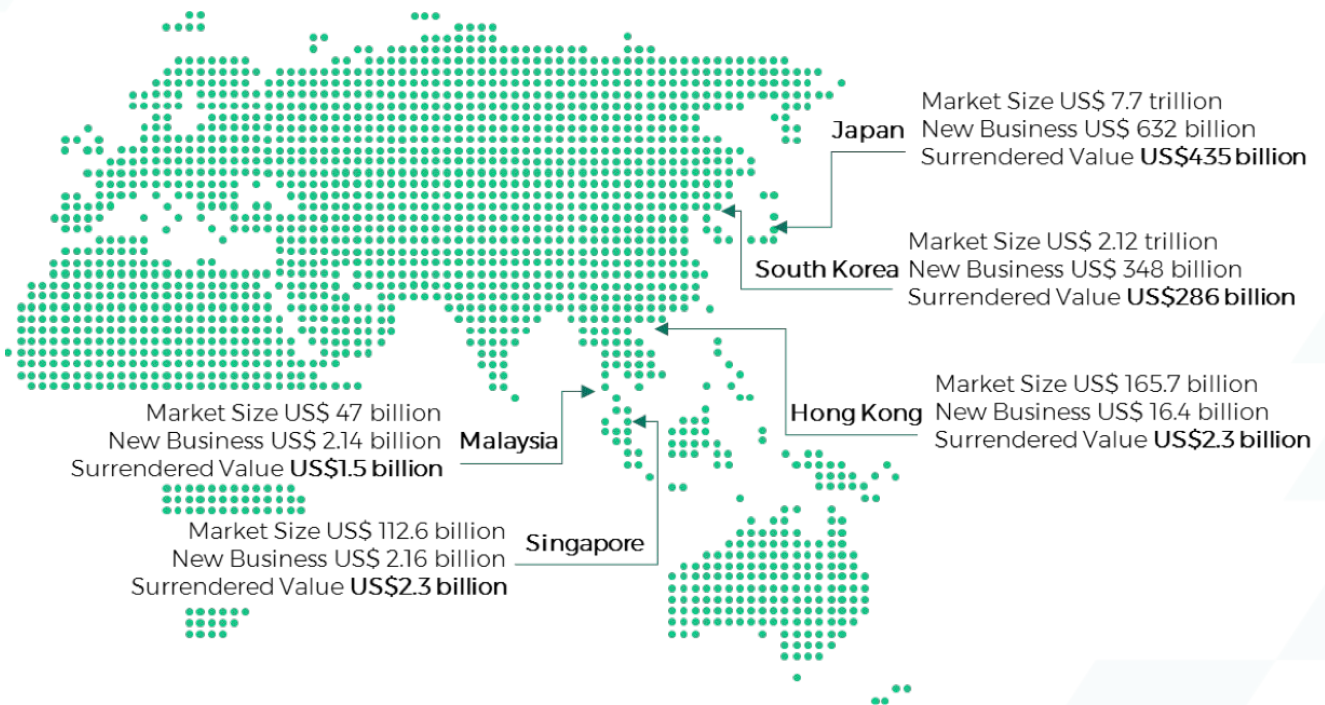 Japan
Market Size US$ 7.7 trillion
New Business US$ 632 billion
Surrendered Value US$435 billion
South Korea
Market Size US$ 2.12 trillion
New Business US$ 348 billion
Surrendered Value US$286 billion
Hong Kong
Market Size US$ 165.7 billion
New Business US$ 16.4 billion
Surrendered Value US$2.3 billion
Malaysia
Market Size US$ 47 billion
New Business US$ 2.14 billion
Surrendered Value US$1.5 billion
Singapore
Market Size US$ 112.6 billion
New Business US$ 2.16 billion
Surrendered Value US$2.3 billion